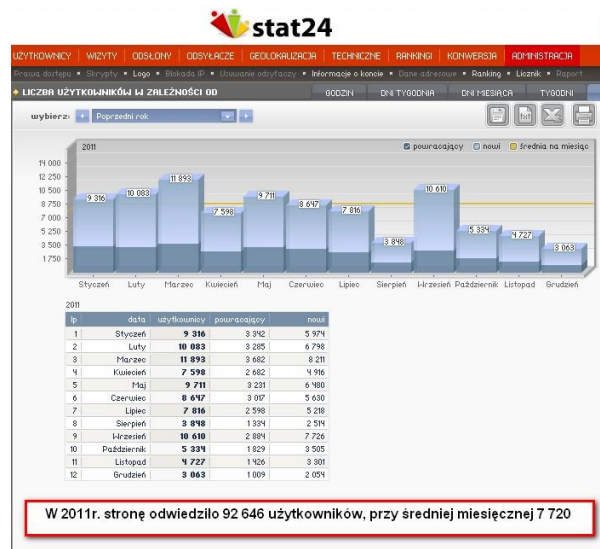 stat24
UŻYTKOWNICY WIZYTY ODSŁONY ODSYŁACZE GEOLOKALIZACJA TECHNICZNE RANKINGI KONWERSJA ADMINISTRACJA
Prawa dostępu Skrypty Logo Blokada IP Usuwanie odsyłaczy Informacje o koncie Dane adresowe Ranking Licznik Raport
LICZBA UŻYTKOWNIKÓW W ZALEŻNOŚCI OD GODZIN DNI TYGODNIA DNI MIESIĄCA TYGODNI
wybierz: Poprzedni rok txt
2011 powracający nowi średnia na miesiąc
14 000
12 250
10 500
8 750
7 000
5 250
3 500
1 750
9 316 10 083 11 893 7 598 9 711 8 647 7 816 3 848 10 610 5 334 4 727 3 063
Styczeń Luty Marzec Kwiecień Maj Czerwiec Lipiec Sierpień Wrzesień Październik Listopad Grudzień
2011
lp data użytkownicy powracający nowi
1 Styczeń 9 316 3 342 5 974
2 Luty 10 083 3 285 6 798
3 Marzec 11 893 3 682 8 211
4 Kwiecień 7 598 2 682 4 916
5 Maj 9 711 3 231 6 480
6 Czerwiec 8 647 3 017 5 630
7 Lipiec 7 816 2 598 5 218
8 Sierpień 3 848 1 334 2 514
9 Wrzesień 10 610 2 884 7 726
10 Październik 5 334 1 829 3 505
11 Listopad 4 727 1 426 3 301
12 Grudzień 3 063 1 009 2 054
W 2011r. stronę odwiedziło 92 646 użytkowników, przy średniej miesięcznej 7 720